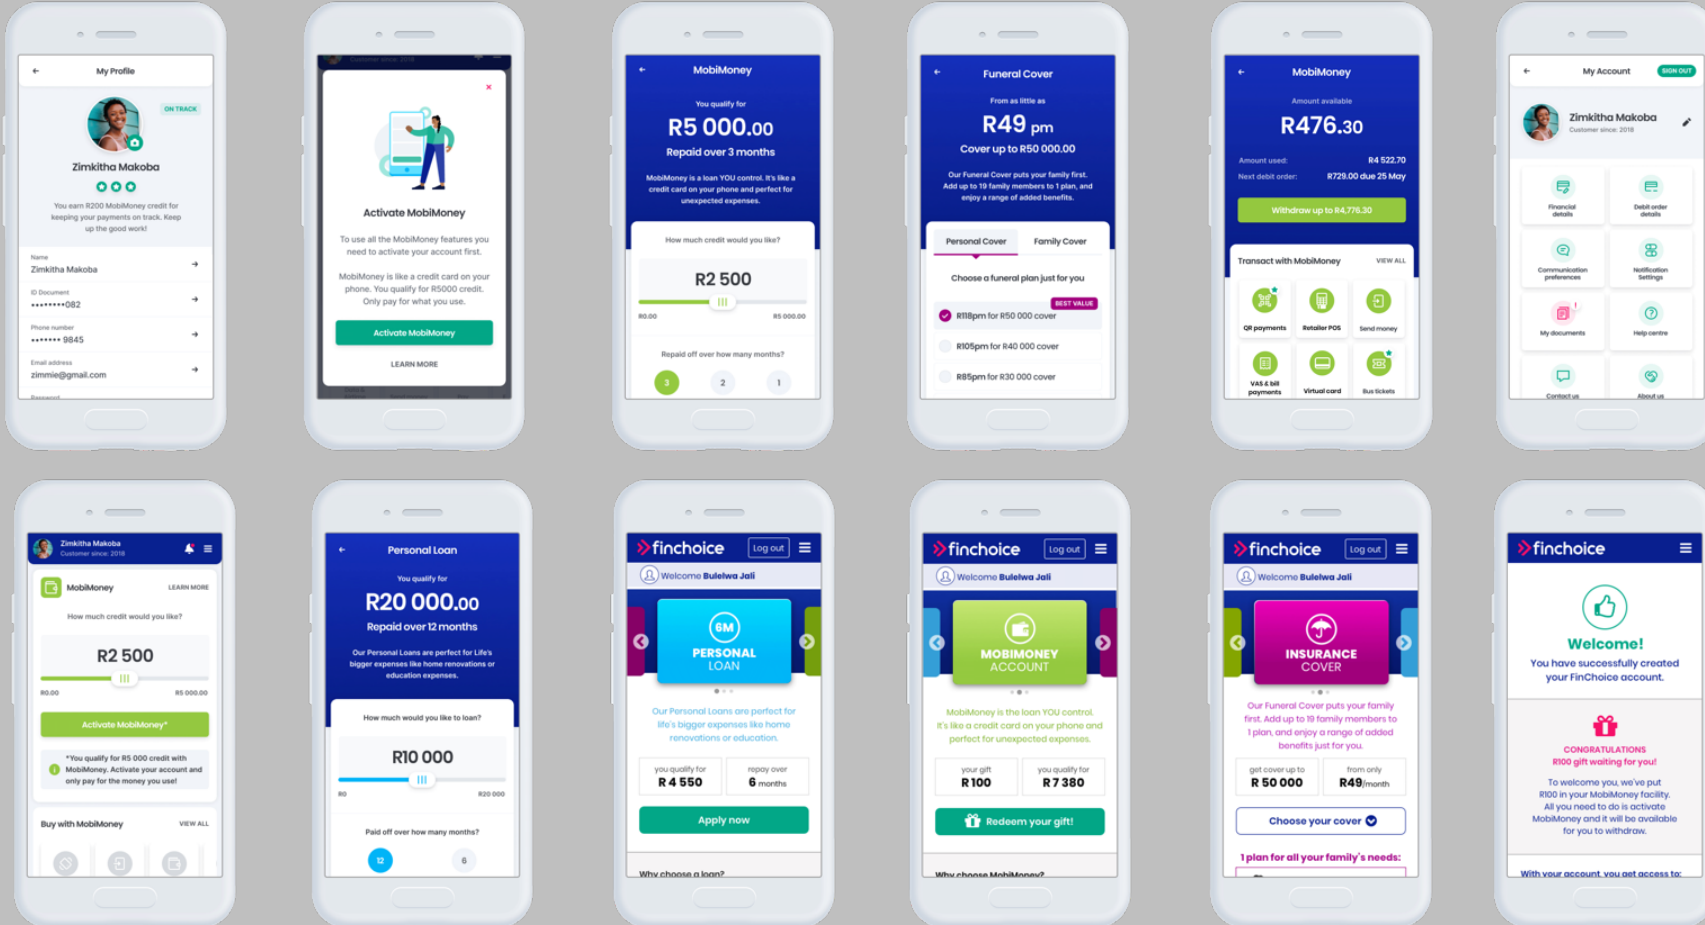 My Profile
ON TRACK
Zimkitha Makoba
You earn R200 MobiMoney credit for
keeping your payments on track. Keep
up the good work!
Name
Zimkitha Makoba
ID Document
••••••••082
Phone number
••••••• 9845
Email address
zimmie@gmail.com
Password
Customer since: 2018
Activate MobiMoney
To use all the MobiMoney features you
need to activate your account first.
MobiMoney is like a credit card on your
phone. You qualify for R5000 credit.
Only pay for what you use.
Activate MobiMoney
LEARN MORE
MobiMoney
You qualify for
R5 000.00
Repaid over 3 months
MobiMoney is a loan YOU control. It's like a
credit card on your phone and perfect for
unexpected expenses.
How much credit would you like?
R2 500
R0.00 R5 000.00
Repaid off over how many months?
3 2 1
Funeral Cover
From as little as
R49 pm
Cover up to R50 000.00
Our Funeral Cover puts your family first.
Add up to 19 family members to 1 plan, and
enjoy a range of added benefits.
Personal Cover Family Cover
Choose a funeral plan just for you
BEST VALUE
R118pm for R50 000 cover
R105pm for R40 000 cover
R85pm for R30 000 cover
MobiMoney
Amount available
R476.30
Amount used: R4 522.70
Next debit order: R729.00 due 25 May
Withdraw up to R4,776.30
Transact with MobiMoney VIEW ALL
QR payments Retailer POS Send money
VAS & bill
payments Virtual card Bus tickets
My Account SIGN OUT
Zimkitha Makoba
Customer since: 2018
Financial
details
Debit order
details
Communication
preferences
Notification
Settings
My documents Help centre
Contact us About us
Zimkitha Makoba
Customer since: 2018
MobiMoney LEARN MORE
How much credit would you like?
R2 500
R0.00 R5 000.00
Activate MobiMoney*
*You qualify for R5 000 credit with
MobiMoney. Activate your account and
only pay for the money you use!
Buy with MobiMoney VIEW ALL
Personal Loan
You qualify for
R20 000.00
Repaid over 12 months
Our Personal Loans are perfect for Life's
bigger expenses like home renovations or
education expenses.
How much would you like to loan?
R10 000
R0 R20 000
Paid off over how many months?
12 6
finchoice Log out
Welcome Bulelwa Jali
6M
PERSONAL
LOAN
Our Personal Loans are perfect for
life's bigger expenses like home
renovations or education.
you qualify for
R 4 550
repay over
6 months
Apply now
Why choose a loan?
finchoice Log out
Welcome Bulelwa Jali
MOBIMONEY
ACCOUNT
MobiMoney is the loan YOU control.
It's like a credit card on your phone and
perfect for unexpected expenses.
your gift
R 100
you qualify for
R 7 380
Redeem your gift!
Why choose MobiMoney?
finchoice Log out
Welcome Bulelwa Jali
INSURANCE
COVER
Our Funeral Cover puts your family
first. Add up to 19 family members to
1 plan, and enjoy a range of added
benefits just for you.
get cover up to
R 50 000
from only
R49/month
Choose your cover
1 plan for all your family's needs:
finchoice
Welcome!
You have successfully created
your FinChoice account.
CONGRATULATIONS
R100 gift waiting for you!
To welcome you, we've put
R100 in your MobiMoney facility.
All you need to do is activate
MobiMoney and it will be available
for you to withdraw.
With your account, you get access to: